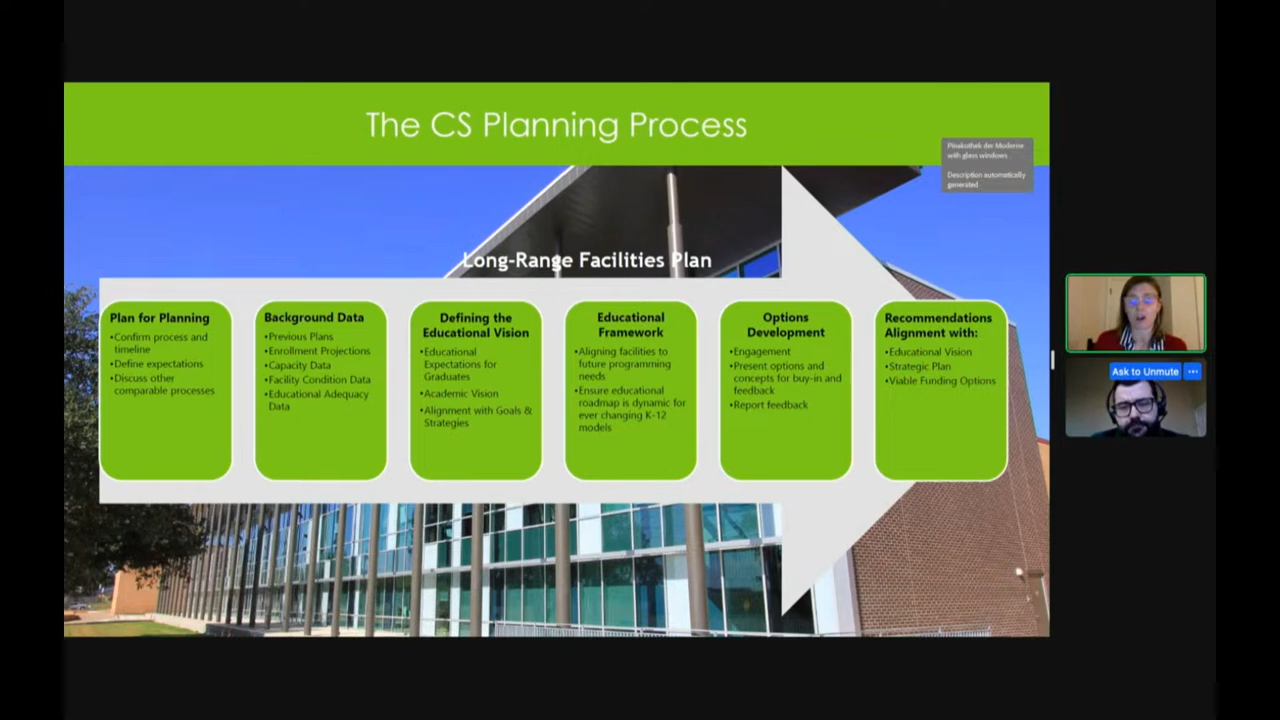 The CS Planning Process
Pinakothek der Moderne
with glass windows
Description automatically
generated
Long-Range Facilities Plan
Plan for Planning
•Confirm process and
timeline
•Define expectations
•Discuss other
comparable processes
Background Data
•Previous Plans
•Enrollment Projections
•Capacity Data
•Facility Condition Data
•Educational Adequacy
Data
Defining the
Educational Vision
•Educational
Expectations for
Graduates
•Academic Vision
•Alignment with Goals &
Strategies
Educational
Framework
•Aligning facilities to
future programming
needs
•Ensure educational
roadmap is dynamic for
ever changing K-12
models
Options
Development
•Engagement
•Present options and
concepts for buy-in and
feedback
•Report feedback
Recommendations
Alignment with:
•Educational Vision
•Strategic Plan
•Viable Funding Options
Ask to Unmute